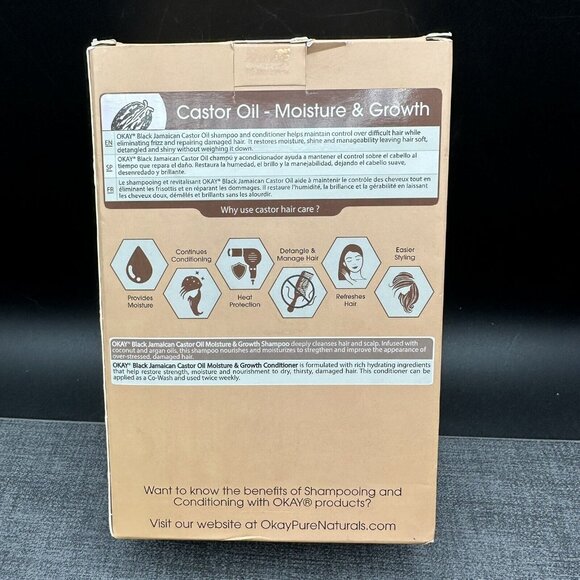 Castor Oil - Moisture & Growth
EN
OKAY® Black Jamaican Castor Oil shampoo and conditioner helps maintain control over difficult hair while
eliminating frizz and repairing damaged hair. It restores moisture, shine and manageability leaving hair soft,
detangled and shiny without weighing it down.
SP
OKAY® Black Jamaican Castor Oil champú y acondicionador ayuda a mantener el control sobre el cabello al
tiempo que repara el daño. Restaura la humedad, el brillo y la manejabilidad, dejando del cabello suave,
desenredado y brillante.
FR
Le shampooing et revitalisant OKAY® Black Jamaican Castor Oil aide à maintenir le contrôle des cheveux tout en
éliminant les frisottis et en réparant les dommages. Il restaure l'humidité, la brillance et la gérabilité en laissant
les cheveux doux, démêlés et brillants sans les alourdir.
Why use castor hair care ?
Provides
Moisture
Continues
Conditioning
Heat
Protection
Detangle &
Manage Hair
Refreshes
Hair
Easier
Styling
OKAY® Black Jamaican Castor Oil Moisture & Growth Shampoo deeply cleanses hair and scalp. Infused with
coconut and argan oils, this shampoo nourishes and moisturizes to stregthen and improve the appearance of
over-stressed, damaged hair.
OKAY® Black Jamaican Castor Oil Moisture & Growth Conditioner is formulated with rich hydrating ingredients
that help restore strength, moisture and nourishment to dry, thirsty, damaged hair. This conditioner can be
applied as a Co-Wash and used twice weekly.
Want to know the benefits of Shampooing and
Conditioning with OKAY® products?
Visit our website at OkayPureNaturals.com